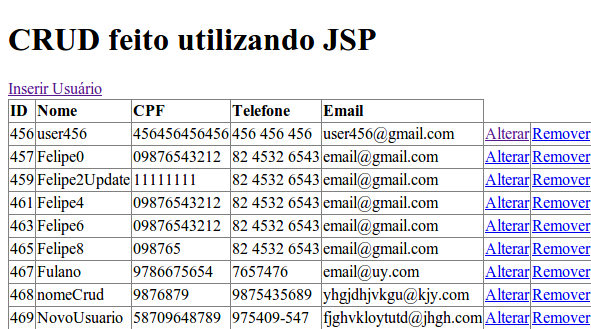 CRUD feito utilizando JSP
Inserir Usuário
ID Nome CPF Telefone Email
456 user456 456456456456 456 456 456 user456@gmail.com Alterar Remover
457 Felipe0 09876543212 82 4532 6543 email@gmail.com Alterar Remover
459 Felipe2Update 11111111 82 4532 6543 email@gmail.com Alterar Remover
461 Felipe4 09876543212 82 4532 6543 email@gmail.com Alterar Remover
463 Felipe6 09876543212 82 4532 6543 email@gmail.com Alterar Remover
465 Felipe8 098765 82 4532 6543 email@gmail.com Alterar Remover
467 Fulano 9786675654 7657476 email@uy.com Alterar Remover
468 nomeCrud 9876879 9875435689 yhgjdhjvkgu@kjy.com Alterar Remover
469 NovoUsuario 58709648789 975409-547 fjghvkloytutd@jhgh.com Alterar Remover